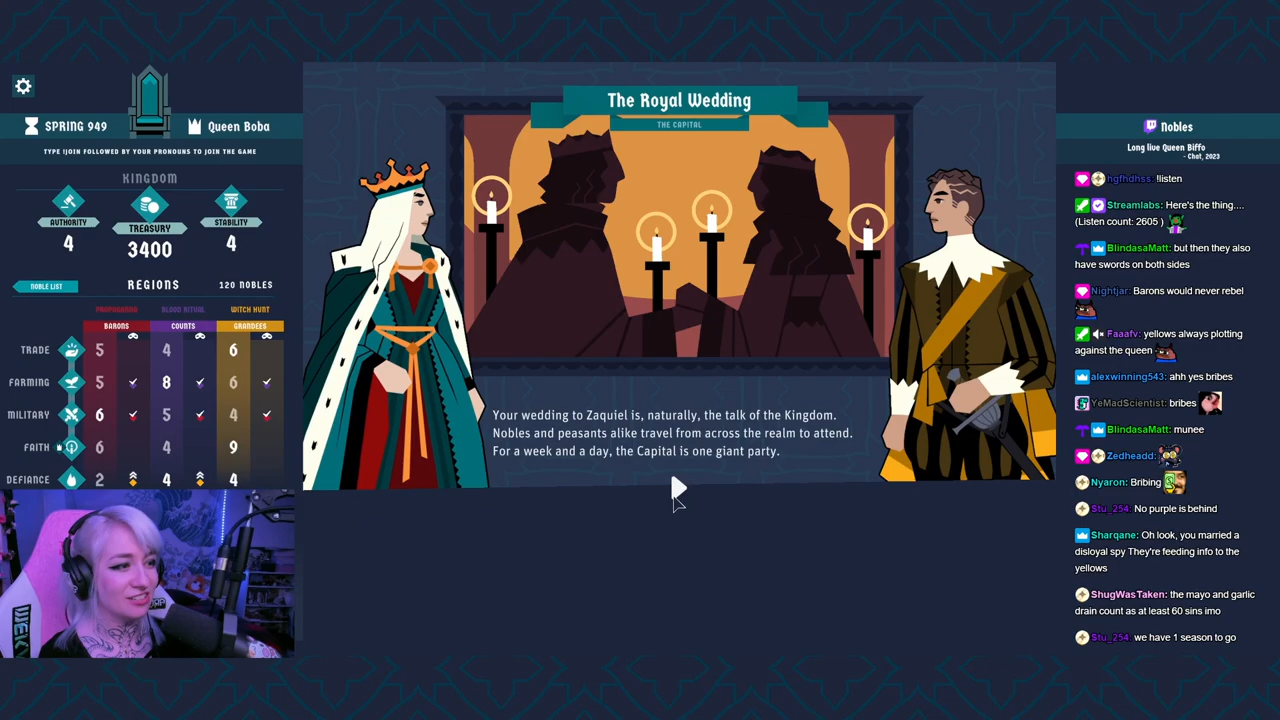 SPRING 949
Queen Boba
TYPE !JOIN FOLLOWED BY YOUR PRONOUNS TO JOIN THE GAME
KINGDOM
AUTHORITY
TREASURY
STABILITY
4
3400
4
NOBLE LIST
REGIONS
120 NOBLES
PROPAGANDA
BLOOD RITUAL
WITCH HUNT
BARONS
COUNTS
GRANDEES
TRADE 5 4 6
FARMING 5 8 6
MILITARY 6 5 4
FAITH 6 4 9
DEFIANCE 2 4 4
The Royal Wedding
THE CAPITAL
Your wedding to Zaquiel is, naturally, the talk of the Kingdom.
Nobles and peasants alike travel from across the realm to attend.
For a week and a day, the Capital is one giant party.
Nobles
Long live Queen Biffo
- Chat, 2023
hgfhdhss: !listen
Streamlabs: Here's the thing....
(Listen count: 2605 )
BlindasaMatt: but then they also
have swords on both sides
Nightjar: Barons would never rebel
Faaafv: yellows always plotting
against the queen
alexwinning543: ahh yes bribes
YeMadScientist: bribes
BlindasaMatt: munee
Zedheadd:
Nyaron: Bribing
Stu_254: No purple is behind
Sharqane: Oh look, you married a
disloyal spy They're feeding info to the
yellows
ShugWasTaken: the mayo and garlic
drain count as at least 60 sins imo
Stu_254: we have 1 season to go